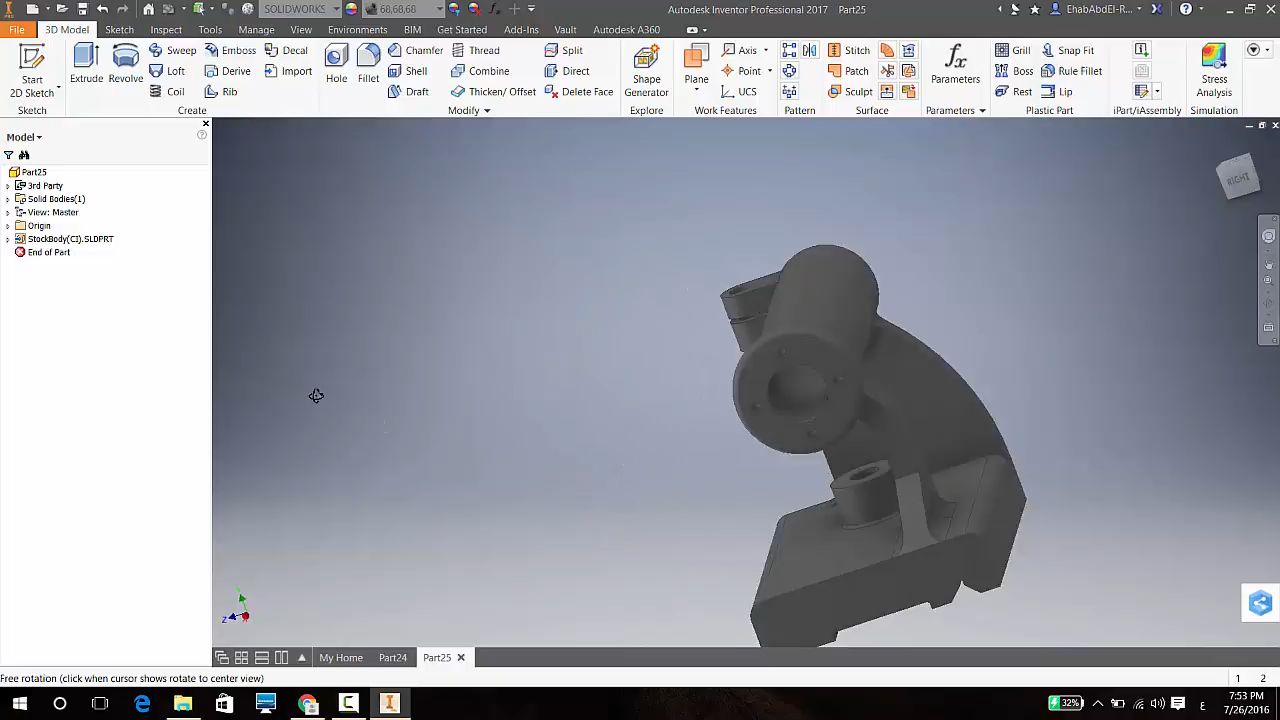 SOLIDWORKS 68,68,68 Autodesk Inventor Professional 2017 Part25 EhabAbdEl-R...
File 3D Model Sketch Inspect Tools Manage View Environments BIM Get Started Add-Ins Vault Autodesk A360
Start 2D Sketch
Extrude
Revolve
Sweep Emboss Decal
Loft Derive Import
Coil Rib
Hole
Fillet
Chamfer Thread Split
Shell Combine Direct
Draft Thicken/ Offset Delete Face
Shape Generator
Plane
Axis
Point
UCS
Stitch
Patch
Sculpt
Parameters
Grill Snap Fit
Boss Rule Fillet
Rest Lip
Stress Analysis
Sketch Create Modify Explore Work Features Pattern Surface Parameters Plastic Part iPart/iAssembly Simulation
Model
Part25
3rd Party
Solid Bodies(1)
View: Master
Origin
StockBody(CI).SLDPRT
End of Part
RIGHT
Z
My Home Part24 Part25
Free rotation (click when cursor shows rotate to center view) 1 2
32% ع 7:53 PM
7/26/2016